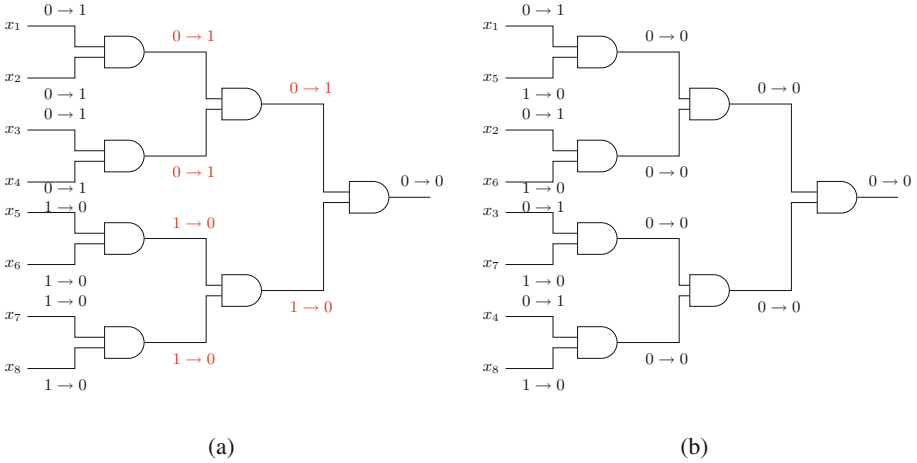 0 → 1
x1
0 → 1
x2
0 → 1
0 → 1
0 → 1
x3
0 → 1
x4
0 → 1
0 → 0
1 → 0
x5
1 → 0
x6
1 → 0
1 → 0
1 → 0
x7
1 → 0
x8
1 → 0
(a)
0 → 1
x1
0 → 0
x5
1 → 0
0 → 0
0 → 1
x2
0 → 0
x6
1 → 0
0 → 0
0 → 1
x3
0 → 0
x7
1 → 0
0 → 1
0 → 0
x4
0 → 0
x8
1 → 0
(b)